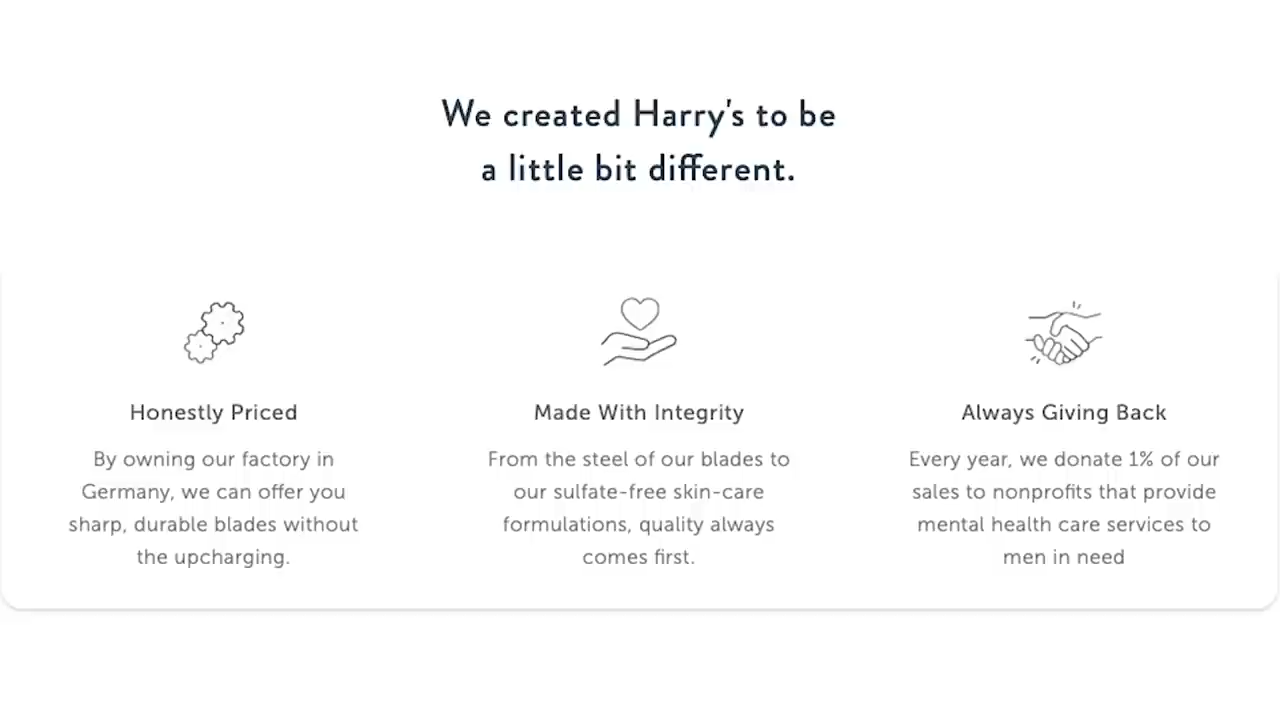 We created Harry's to be
a little bit different.
Honestly Priced
By owning our factory in
Germany, we can offer you
sharp, durable blades without
the upcharging.
Made With Integrity
From the steel of our blades to
our sulfate-free skin-care
formulations, quality always
comes first.
Always Giving Back
Every year, we donate 1% of our
sales to nonprofits that provide
mental health care services to
men in need